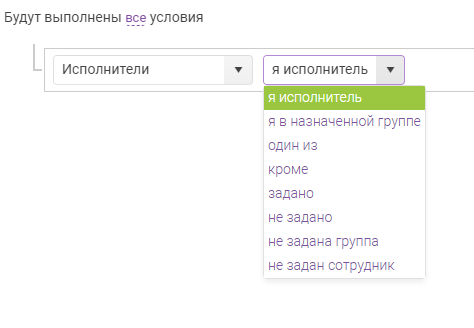 Будут выполнены все условия
Исполнители
я исполнитель
я исполнитель
я в назначенной группе
один из
кроме
задано
не задано
не задана группа
не задан сотрудник